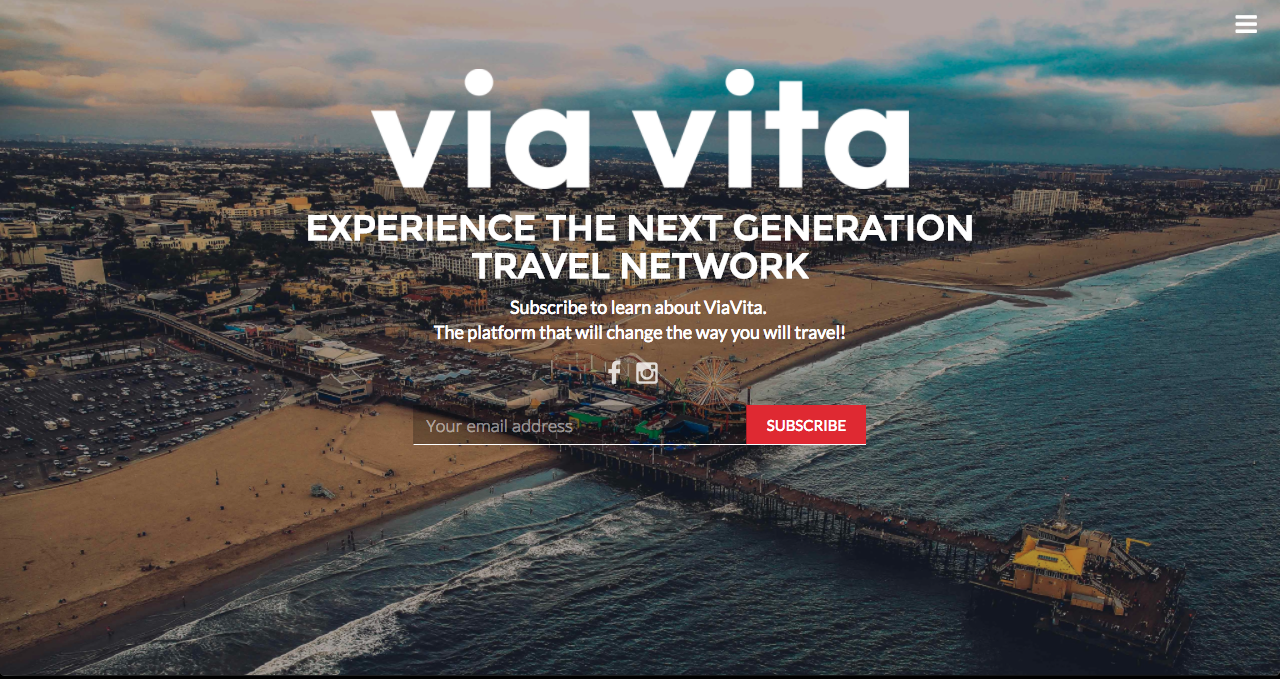 via vita
EXPERIENCE THE NEXT GENERATION
TRAVEL NETWORK
Subscribe to learn about ViaVita.
The platform that will change the way you will travel!
Your email address
SUBSCRIBE